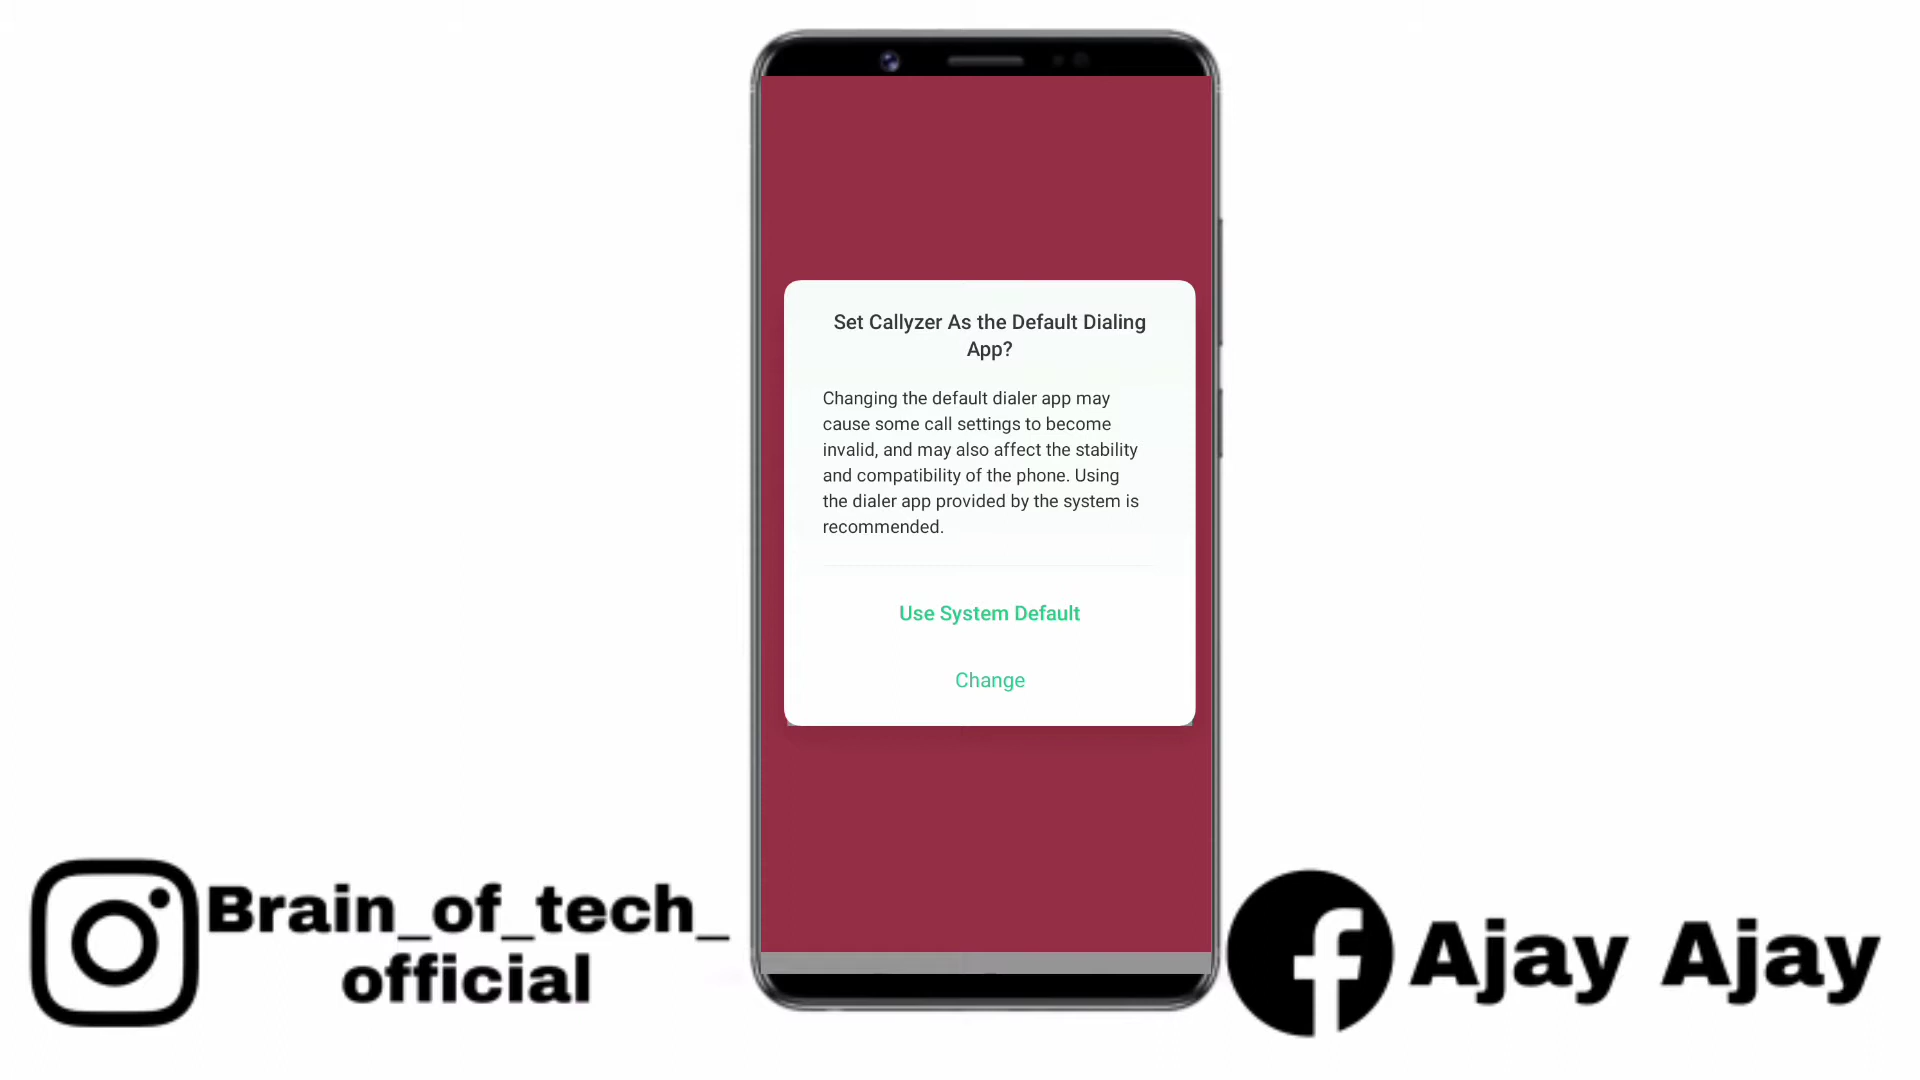 Set Callyzer As the Default Dialing
App?
Changing the default dialer app may
cause some call settings to become
invalid, and may also affect the stability
and compatibility of the phone. Using
the dialer app provided by the system is
recommended.
Use System Default
Change
Brain_of_tech_
official
Ajay Ajay